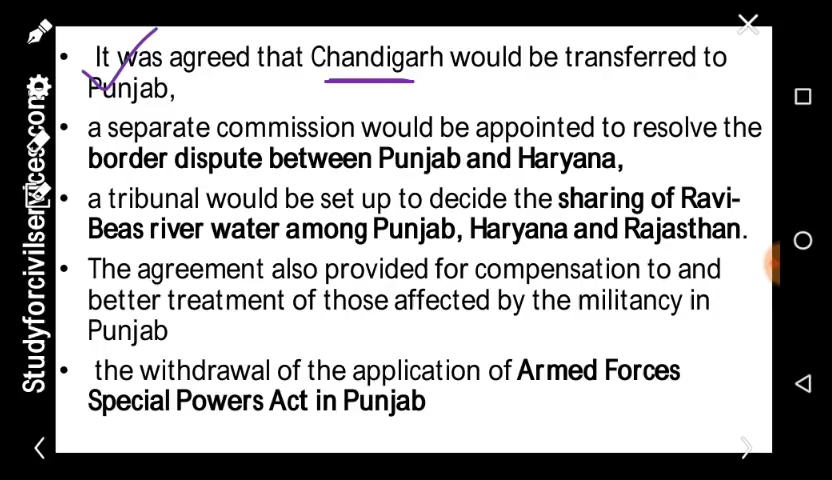 • It was agreed that Chandigarh would be transferred to
Punjab,
• a separate commission would be appointed to resolve the
border dispute between Punjab and Haryana,
• a tribunal would be set up to decide the sharing of Ravi-
Beas river water among Punjab, Haryana and Rajasthan.
• The agreement also provided for compensation to and
better treatment of those affected by the militancy in
Punjab
• the withdrawal of the application of Armed Forces
Special Powers Act in Punjab
Studyforcivilservices.com